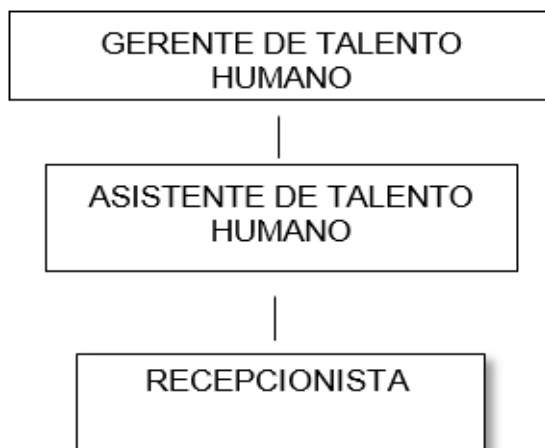 GERENTE DE TALENTO
HUMANO
ASISTENTE DE TALENTO
HUMANO
RECEPCIONISTA